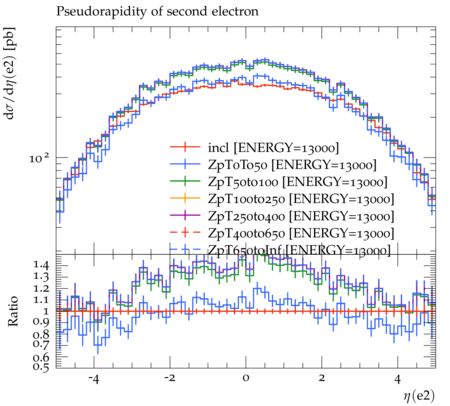 Pseudorapidity of second electron
dσ/dη(e2) [pb]
10²
incl [ENERGY=13000]
ZpT0To50 [ENERGY=13000]
ZpT50to100 [ENERGY=13000]
ZpT100to250 [ENERGY=13000]
ZpT250to400 [ENERGY=13000]
ZpT400to650 [ENERGY=13000]
ZpT650toInf [ENERGY=13000]
Ratio
1.4
1.3
1.2
1.1
1
0.9
0.8
0.7
0.6
0.5
-4 -2 0 2 4
η(e2)